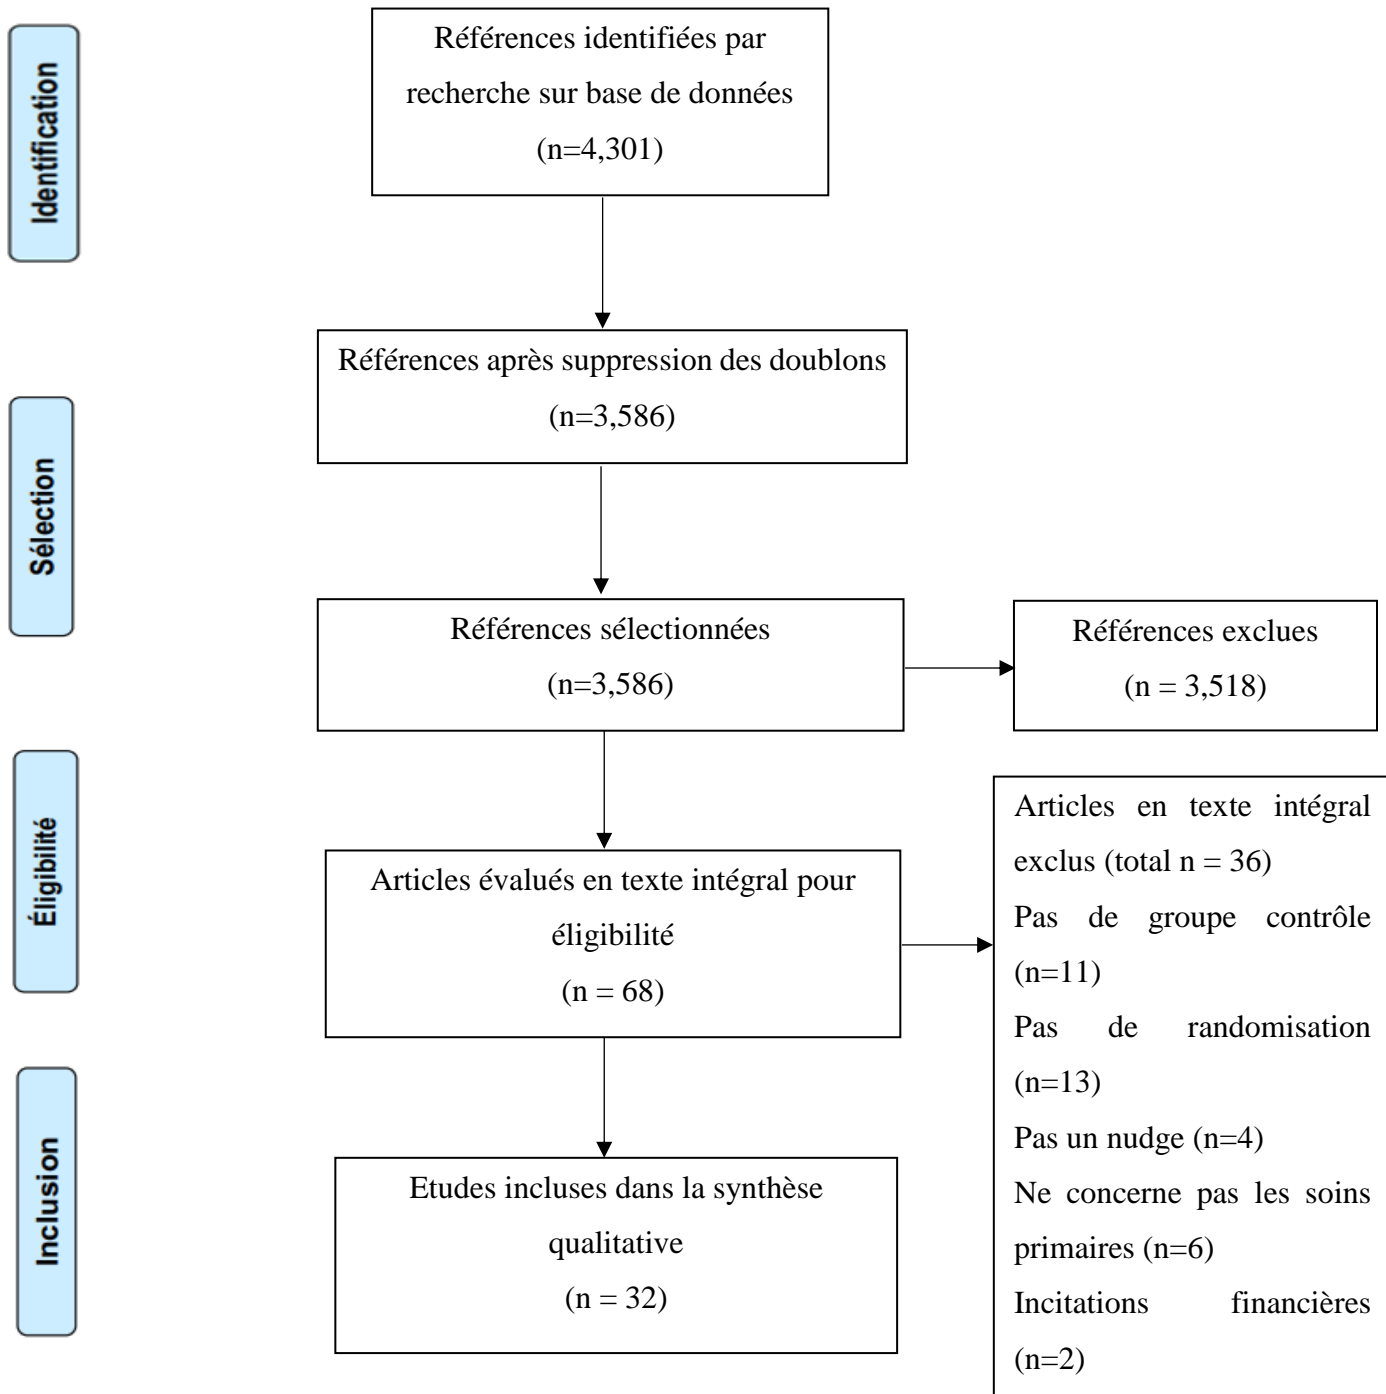 Identification
Références identifiées par
recherche sur base de données
(n=4,301)
Références après suppression des doublons
(n=3,586)
Sélection
Références sélectionnées
(n=3,586)
Références exclues
(n = 3,518)
Éligibilité
Articles évalués en texte intégral pour
éligibilité
(n = 68)
Articles en texte intégral
exclus (total n = 36)
Pas de groupe contrôle
(n=11)
Pas de randomisation
(n=13)
Pas un nudge (n=4)
Ne concerne pas les soins
primaires (n=6)
Incitations financières
(n=2)
Inclusion
Etudes incluses dans la synthèse
qualitative
(n = 32)